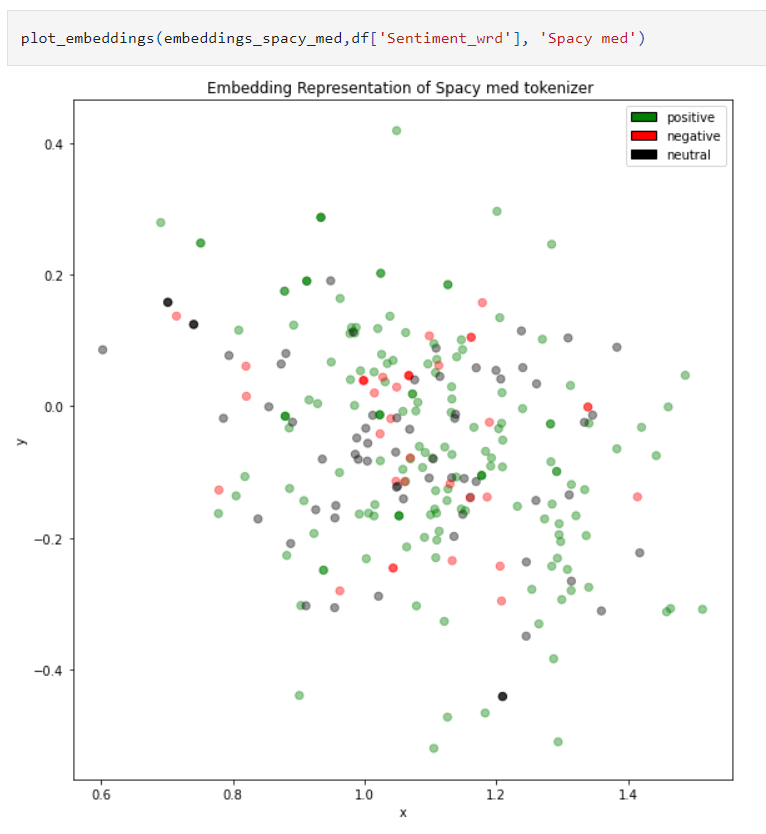 plot_embeddings(embeddings_spacy_med,df['Sentiment_wrd'], 'Spacy med')
Embedding Representation of Spacy med tokenizer
positive
negative
neutral
0.4
0.2
0.0
−0.2
−0.4
y
0.6 0.8 1.0 1.2 1.4
x